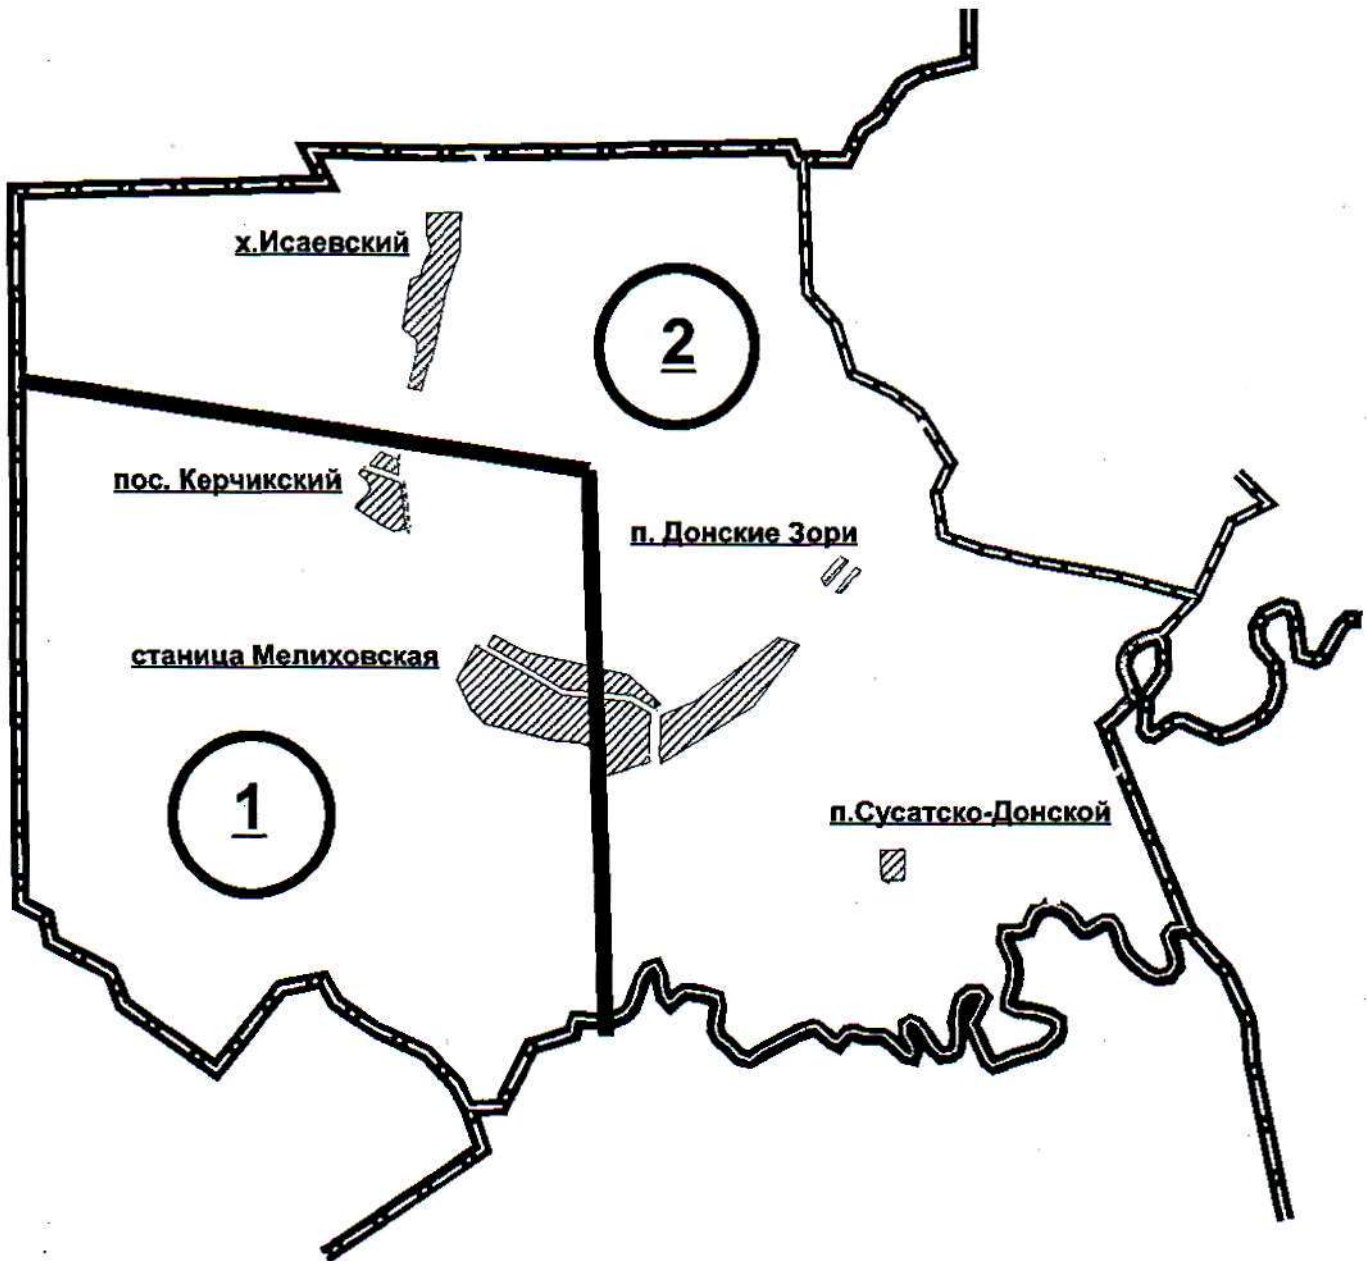 х.Исаевский
2
пос. Керчикский
п. Донские Зори
станица Мелиховская
1
п.Сусатско-Донской